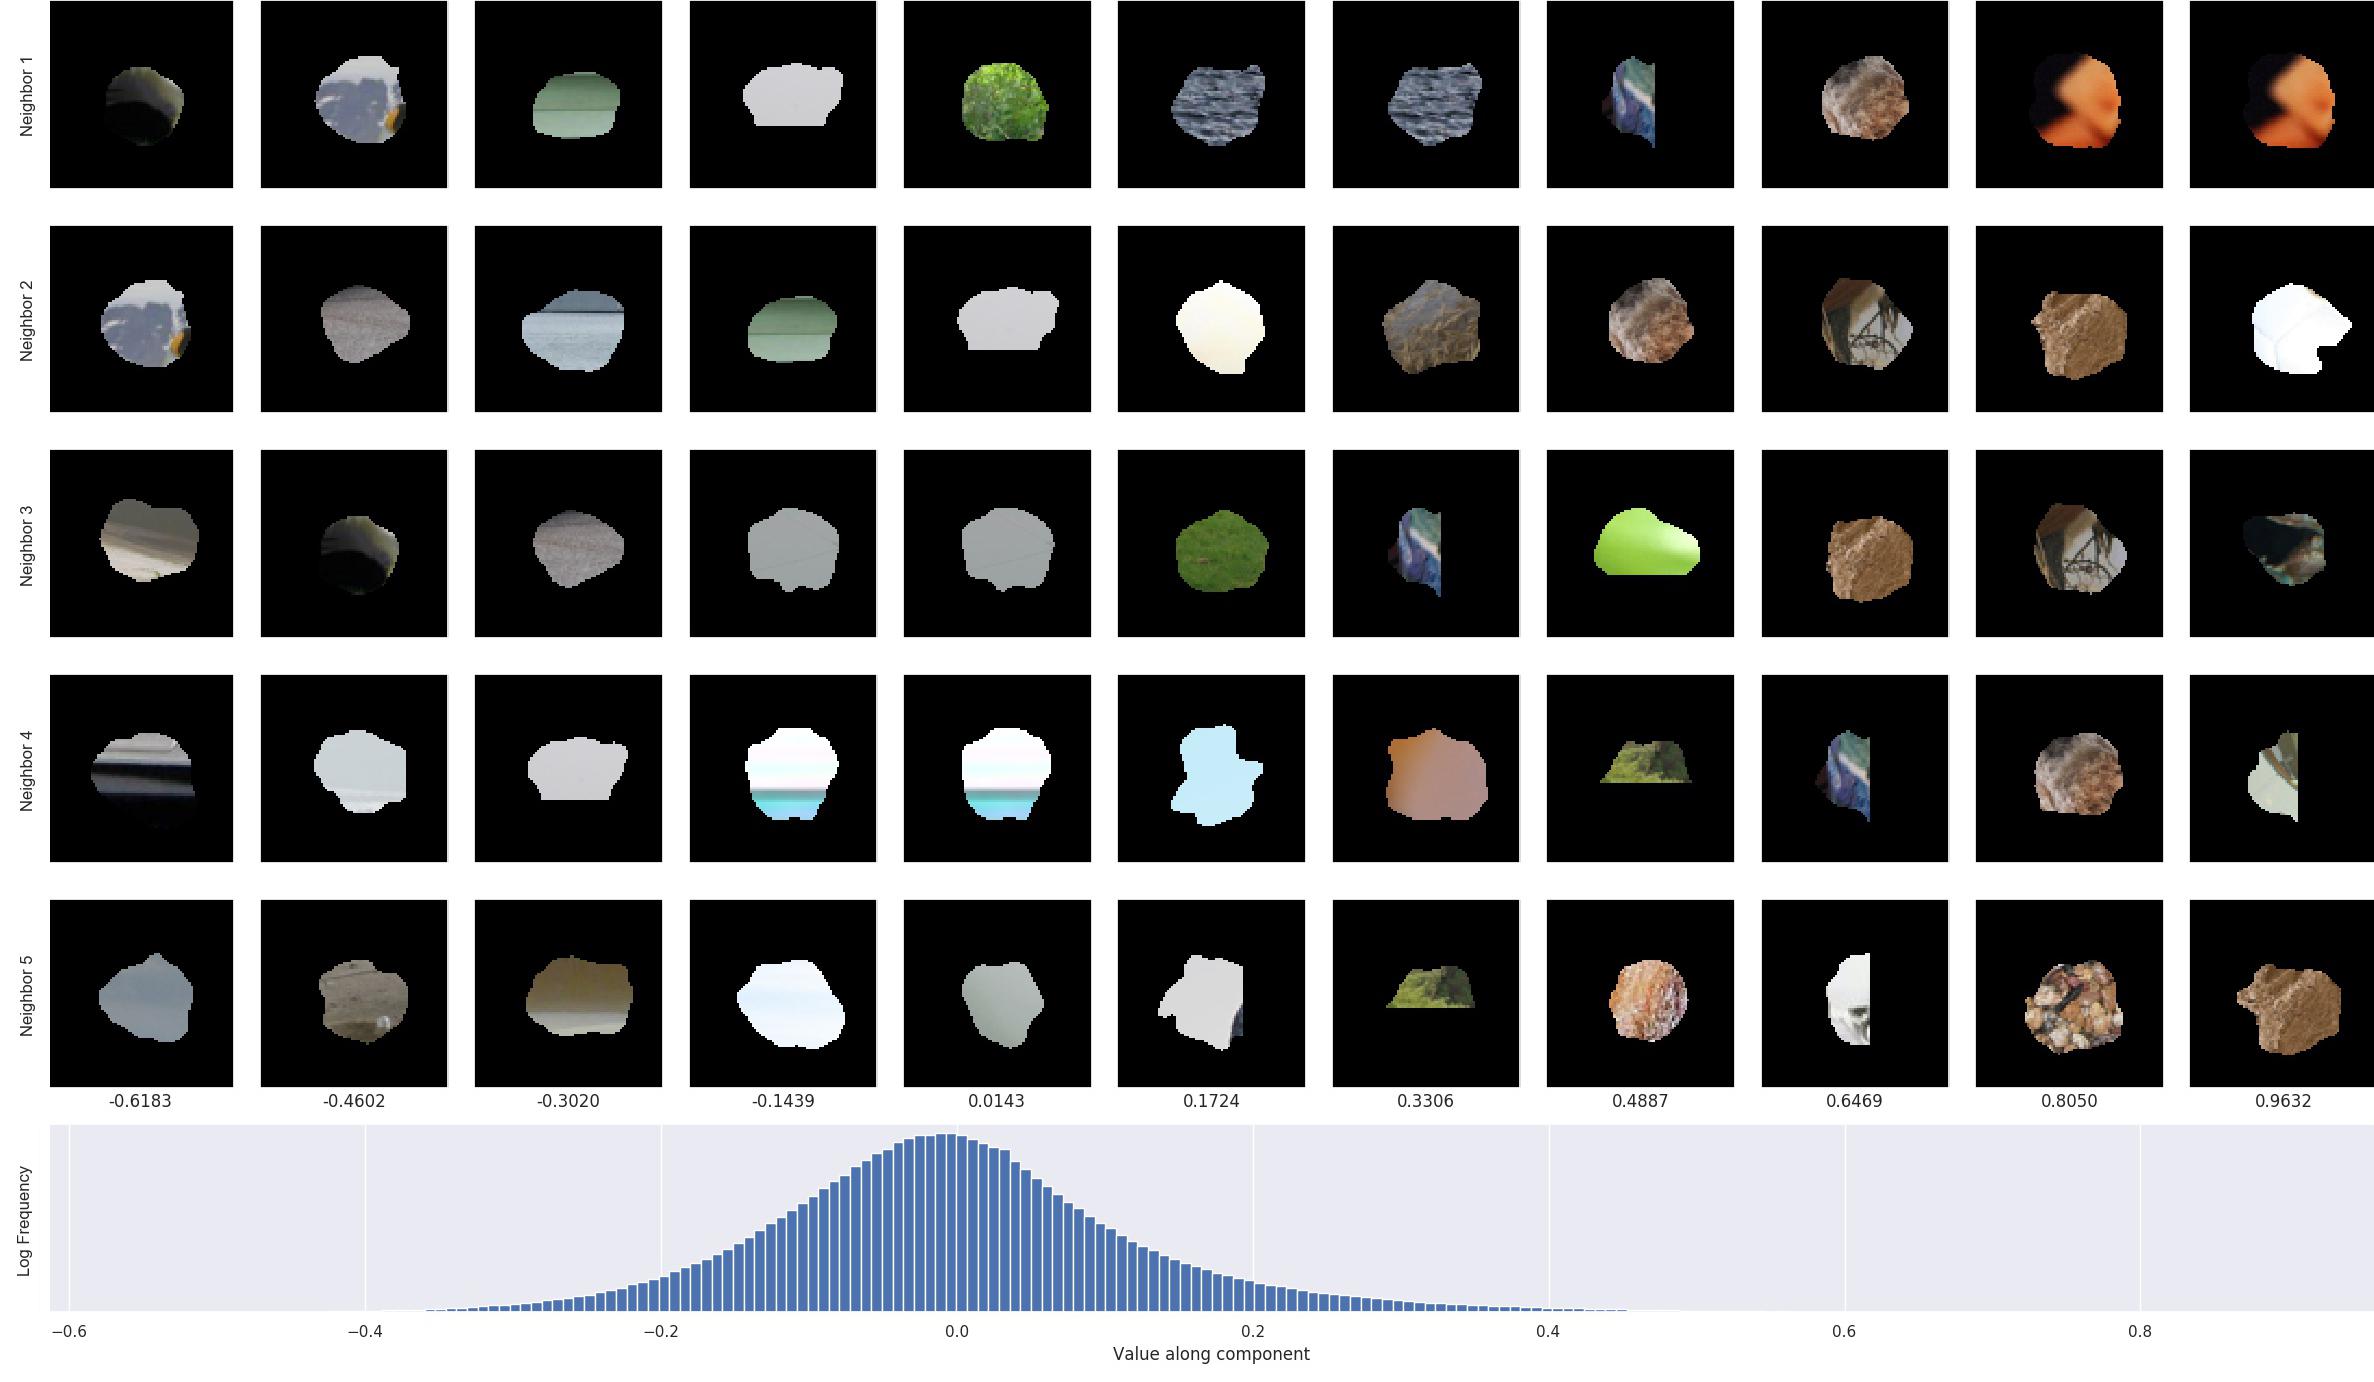 Neighbor 1
Neighbor 2
Neighbor 3
Neighbor 4
Neighbor 5
-0.6183 -0.4602 -0.3020 -0.1439 0.0143 0.1724 0.3306 0.4887 0.6469 0.8050 0.9632
Log Frequency
−0.6 −0.4 −0.2 0.0 0.2 0.4 0.6 0.8
Value along component